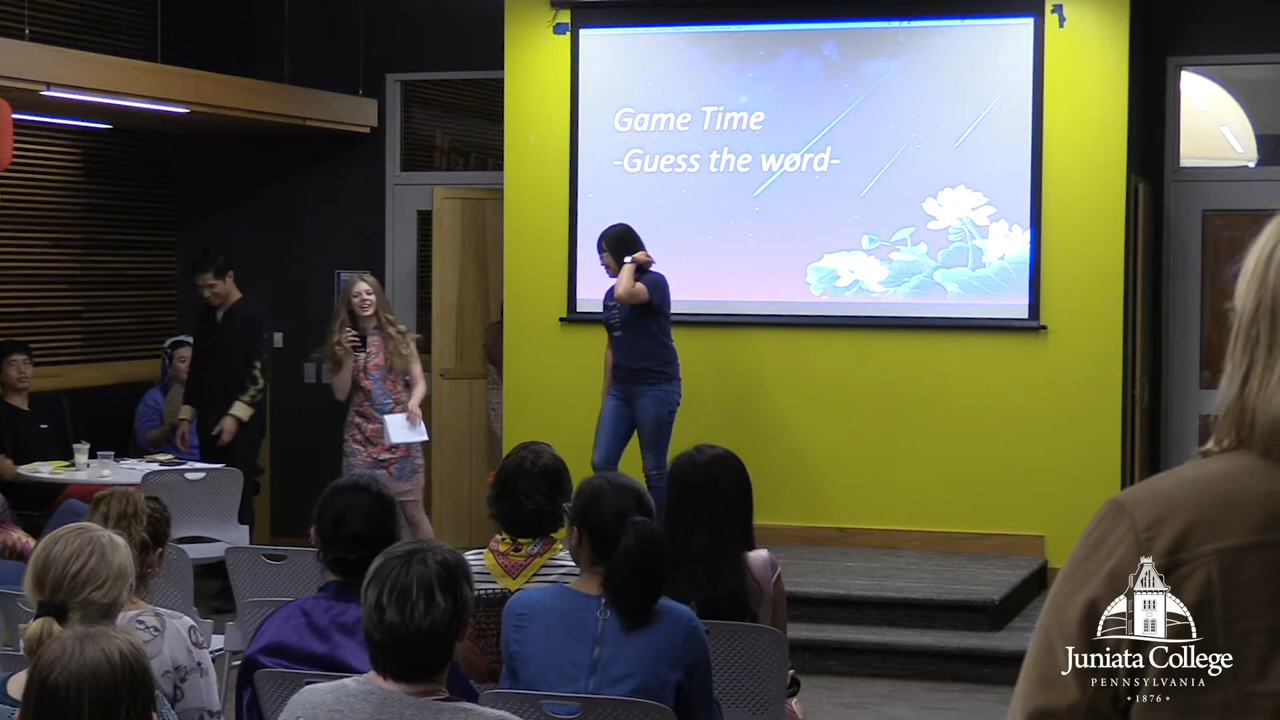 Game Time
-Guess the word-
Juniata College
PENNSYLVANIA
• 1876 •